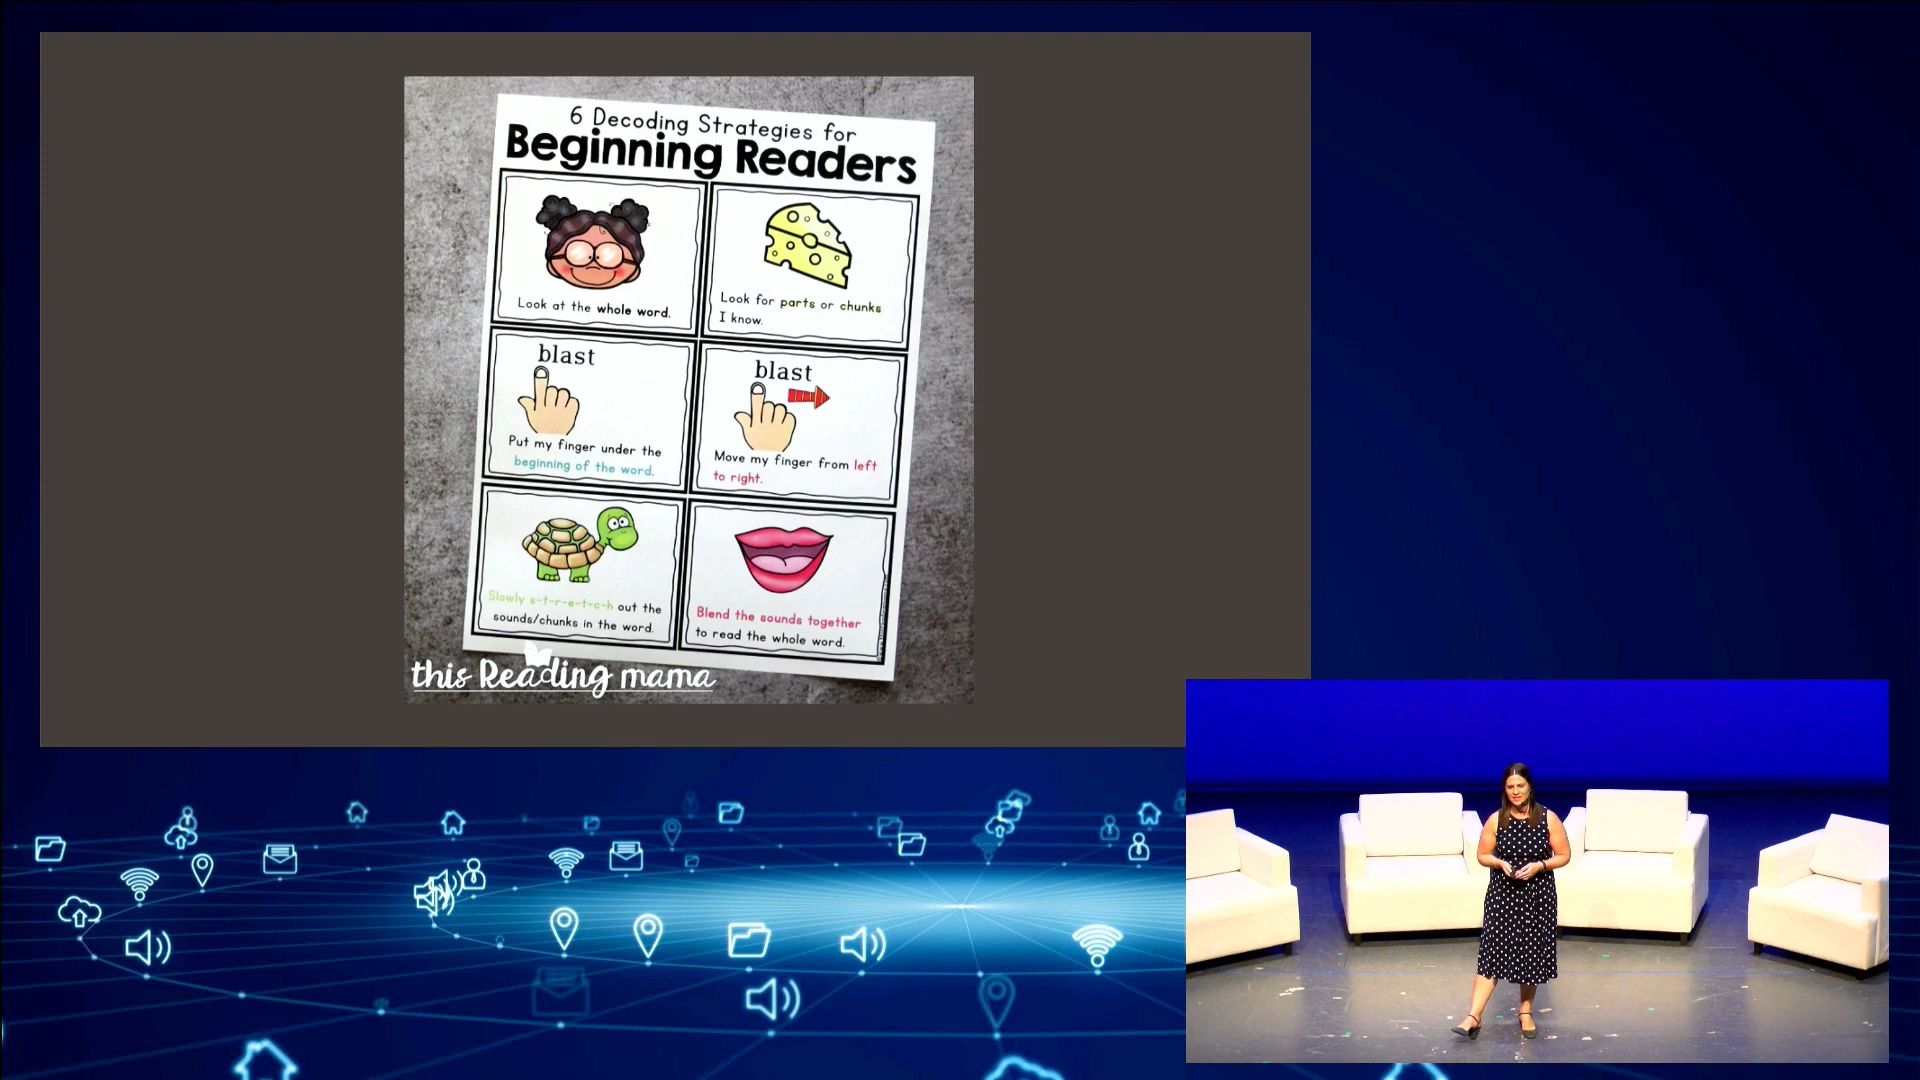 6 Decoding Strategies for
Beginning Readers
Look at the whole word.
Look for parts or chunks
I know.
blast
Put my finger under the
beginning of the word.
blast
Move my finger from left
to right.
Slowly s-t-r-e-t-c-h out the
sounds/chunks in the word.
Blend the sounds together
to read the whole word.
this Reading mama